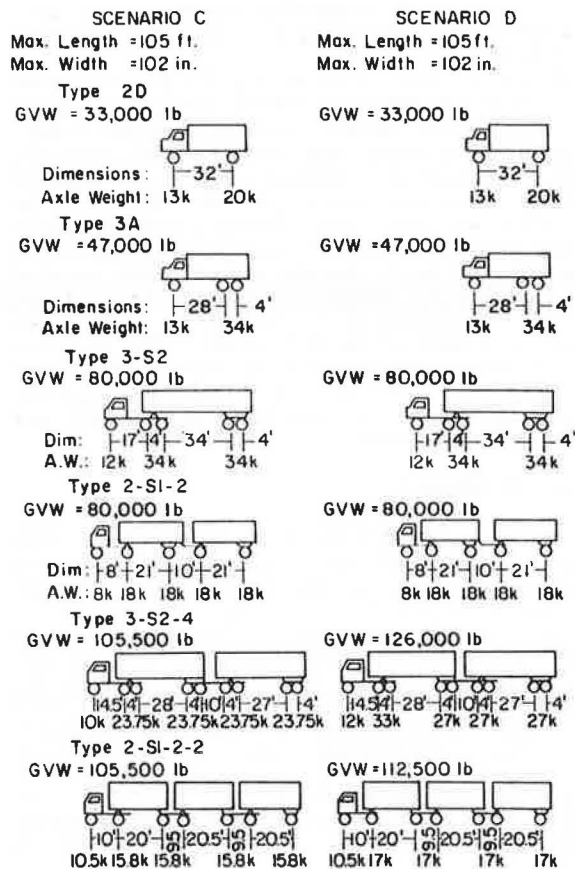 SCENARIO C SCENARIO D
Max. Length =105 ft. Max. Length =105ft.
Max. Width =102 in. Max. Width =102 in.
Type 2D
GVW = 33,000 lb GVW = 33,000 lb
Dimensions: 32' 32'
Axle Weight: 13k 20k 13k 20k
Type 3A
GVW =47,000 lb GVW =47,000 lb
Dimensions: 28' 4' 28' 4'
Axle Weight: 13k 34k 13k 34k
Type 3-S2
GVW = 80,000 lb GVW = 80,000 lb
Dim: 17' 4' 34' 4' 17' 4' 34' 4'
A.W.: 12k 34k 34k 12k 34k 34k
Type 2-S1-2
GVW =80,000 lb GVW = 80,000 lb
Dim: 8' 21' 10' 21' 8' 21' 10' 21'
A.W.: 8k 18k 18k 18k 18k 8k 18k 18k 18k 18k
Type 3-S2-4
GVW =105,500 lb GVW = 126,000 lb
14.5' 4' 28' 4' 10' 4' 27' 4' 14.5' 4' 28' 4' 10' 4' 27' 4'
10k 23.75k 23.75k 23.75k 23.75k 12k 33k 27k 27k 27k
Type 2-S1-2-2
GVW =105,500 lb GVW =112,500 lb
10' 20' 9.5 20.5' 9.5 20.5' 10' 20' 9.5 20.5' 9.5 20.5'
10.5k 15.8k 15.8k 15.8k 15.8k 10.5k 17k 17k 17k 17k